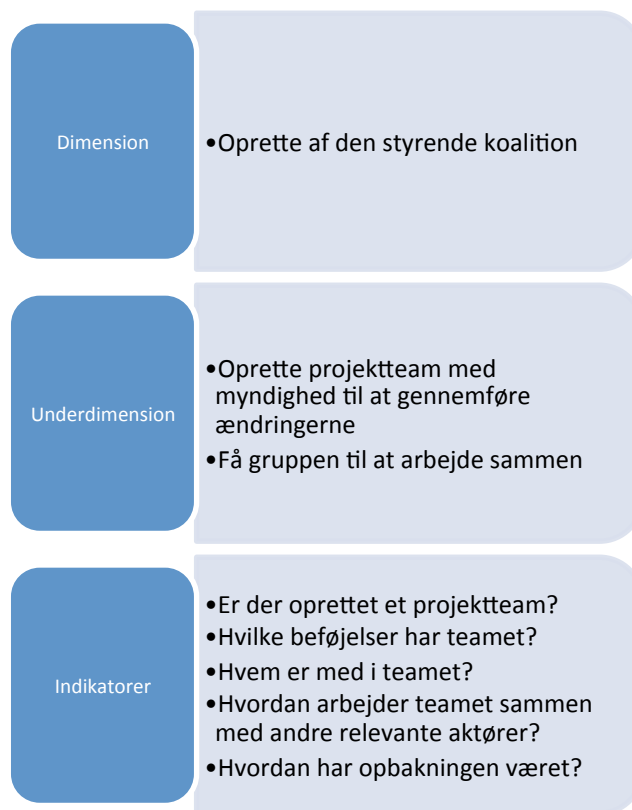 Dimension
•Oprette af den styrende koalition
Underdimension
•Oprette projektteam med
myndighed til at gennemføre
ændringerne
•Få gruppen til at arbejde sammen
Indikatorer
•Er der oprettet et projektteam?
•Hvilke beføjelser har teamet?
•Hvem er med i teamet?
•Hvordan arbejder teamet sammen
med andre relevante aktører?
•Hvordan har opbakningen været?